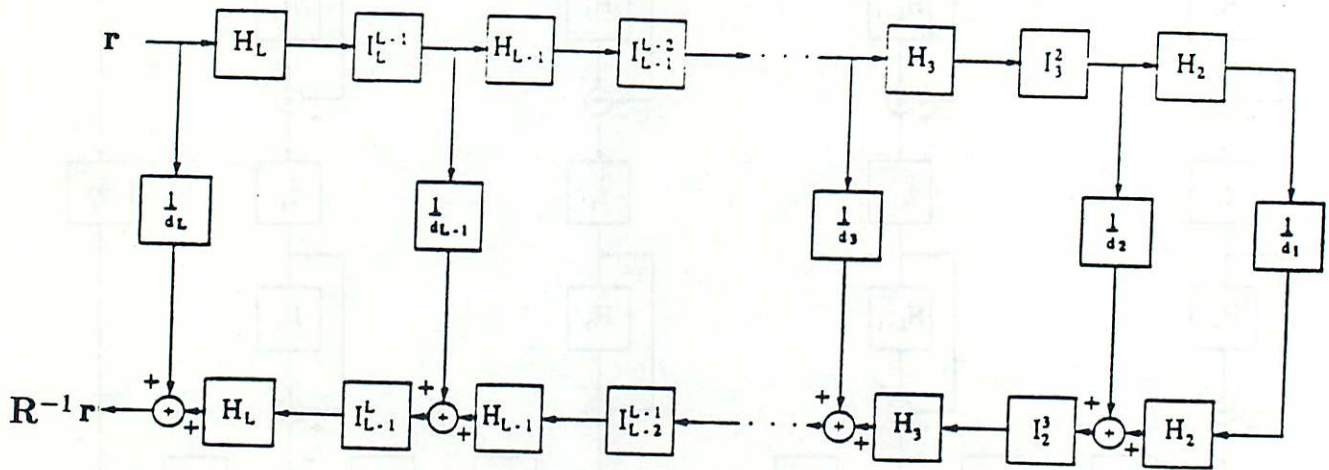 r H_L I_L^{L-1} H_{L-1} I_{L-1}^{L-2} . . . . H_3 I_3^2 H_2
1/d_L 1/d_{L-1} 1/d_3 1/d_2 1/d_1
+ + + +
R^{-1} r + + H_L I_{L-1}^L + + H_{L-1} I_{L-2}^{L-1} . . . . + + H_3 I_2^3 + + H_2